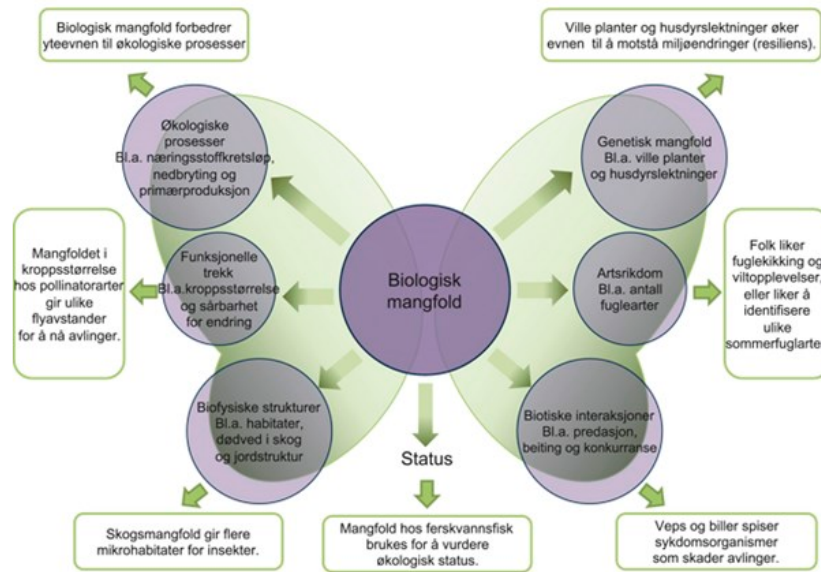 Biologisk mangfold forbedrer
yteevnen til økologiske prosesser
Ville planter og husdyrslektninger øker
evnen til å motstå miljøendringer (resiliens).
Økologiske
prosesser
Bl.a. næringsstoffkretsløp,
nedbryting og
primærproduksjon
Genetisk mangfold
Bl.a. ville planter
og husdyrslektninger
Mangfoldet i
kroppsstørrelse
hos pollinatorarter
gir ulike
flyavstander
for å nå avlinger.
Funksjonelle
trekk
Bl.a.kroppsstørrelse
og sårbarhet
for endring
Biologisk
mangfold
Artsrikdom
Bl.a. antall
fuglearter
Folk liker
fuglekikking og
viltopplevelser,
eller liker å
identifisere
ulike
sommerfuglarte
Biofysiske strukturer
Bl.a. habitater,
dødved i skog
og jordstruktur
Biotiske interaksjoner
Bl.a. predasjon,
beiting og konkurranse
Status
Skogsmangfold gir flere
mikrohabitater for insekter.
Mangfold hos ferskvannsfisk
brukes for å vurdere
økologisk status.
Veps og biller spiser
sykdomsorganismer
som skader avlinger.